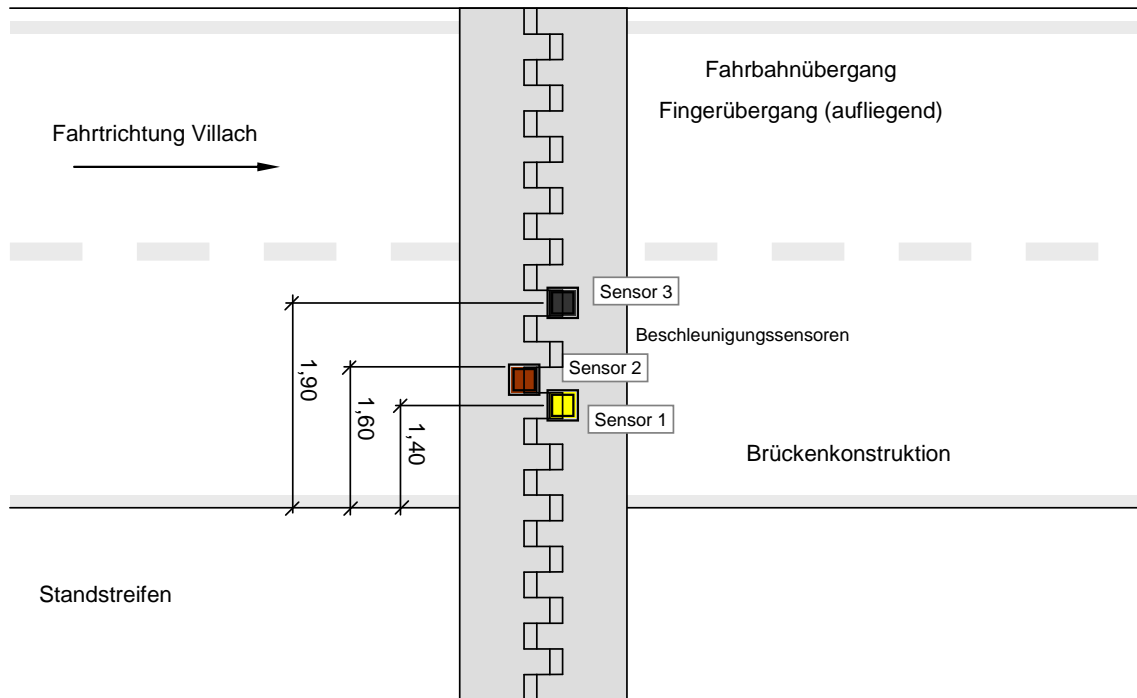 Fahrbahnübergang
Fingerübergang (aufliegend)
Fahrtrichtung Villach
Sensor 3
Beschleunigungssensoren
Sensor 2
Sensor 1
1,90
1,60
1,40
Brückenkonstruktion
Standstreifen